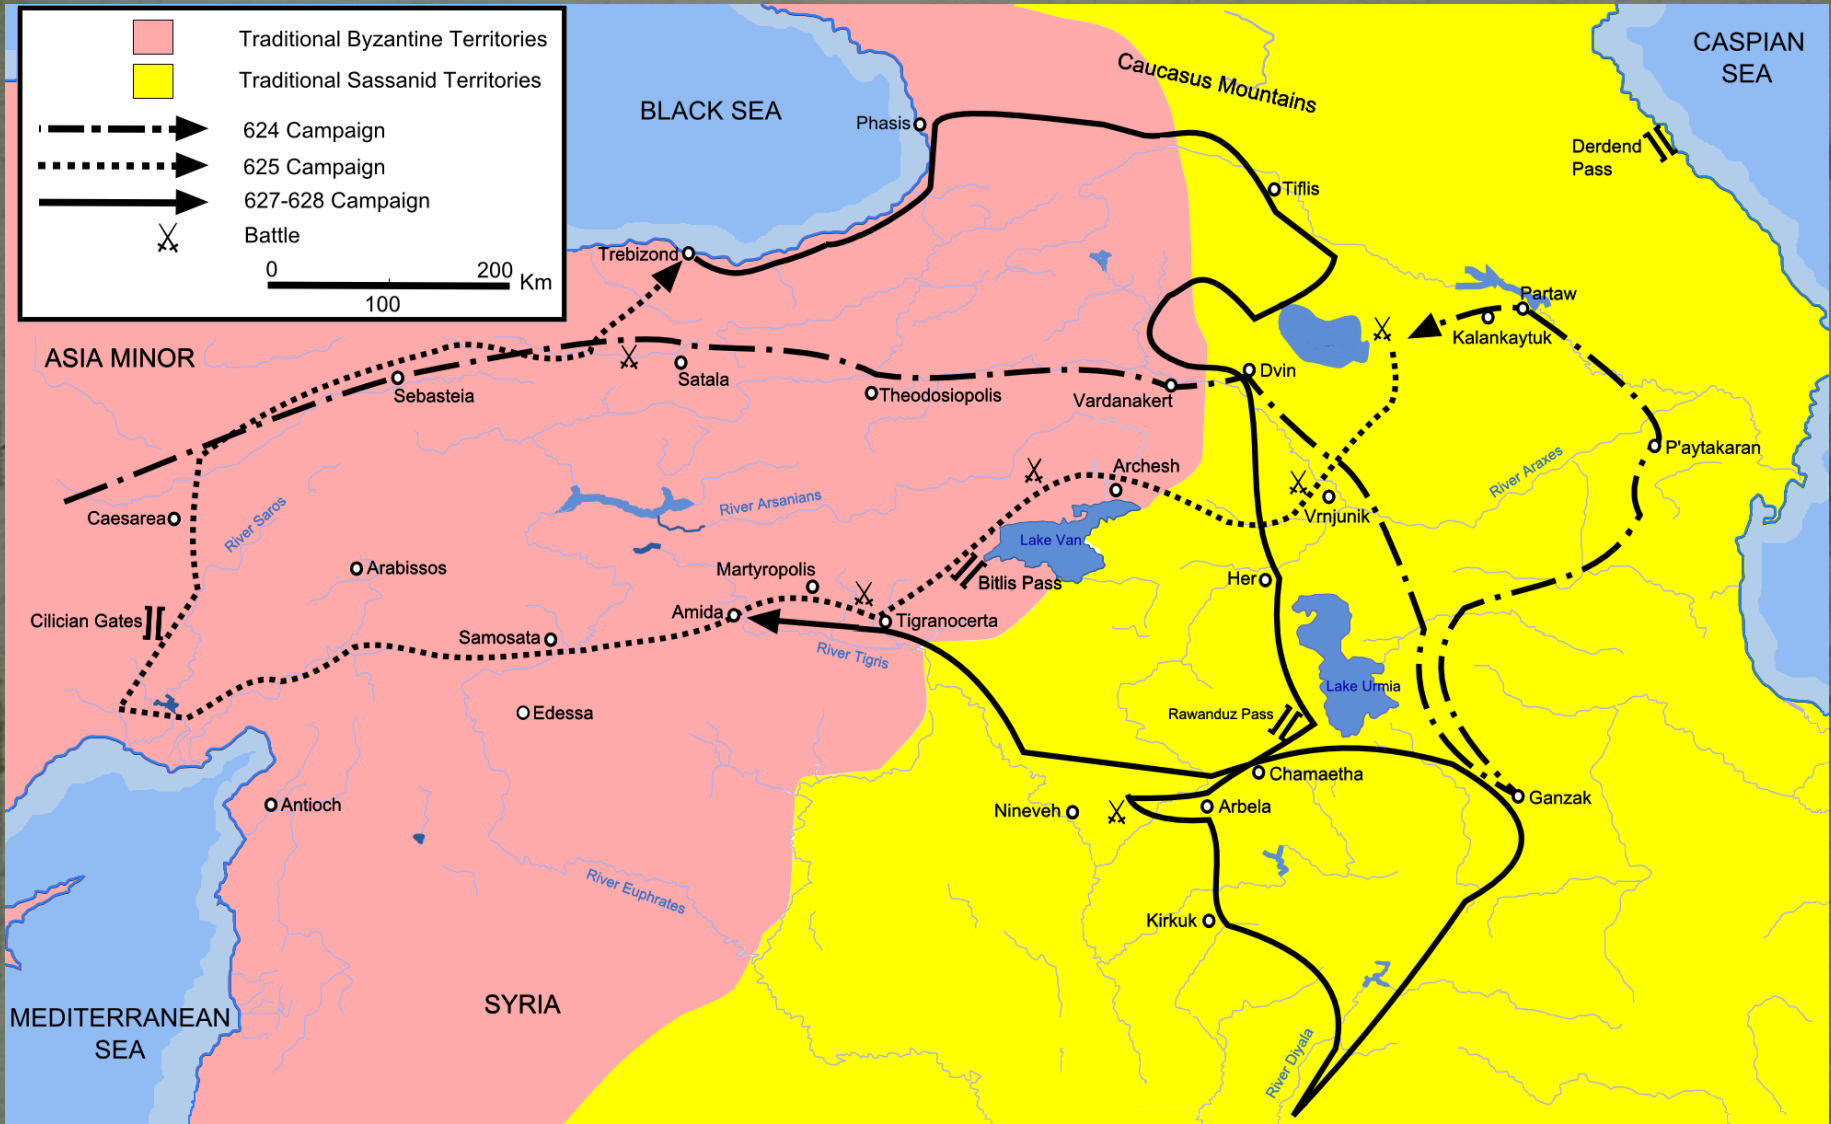 Traditional Byzantine Territories
Traditional Sassanid Territories
624 Campaign
625 Campaign
627-628 Campaign
Battle
0
200
Km
100
BLACK SEA
CASPIAN
SEA
Caucasus Mountains
Phasis
Derdend
Pass
Tiflis
Trebizond
Partaw
Kalankaytuk
ASIA MINOR
Sebasteia
Satala
Theodosiopolis
Vardanakert
Dvin
P'aytakaran
River Araxes
Archesh
Vrnjunik
Caesarea
River Saros
River Arsanians
Lake Van
Bitlis Pass
Arabissos
Martyropolis
Her
Cilician Gates
Amida
Tigranocerta
Samosata
River Tigris
Lake Urmia
Rawanduz Pass
Edessa
Chamaetha
Ganzak
Antioch
Nineveh
Arbela
River Euphrates
Kirkuk
SYRIA
MEDITERRANEAN
SEA
River Diyala